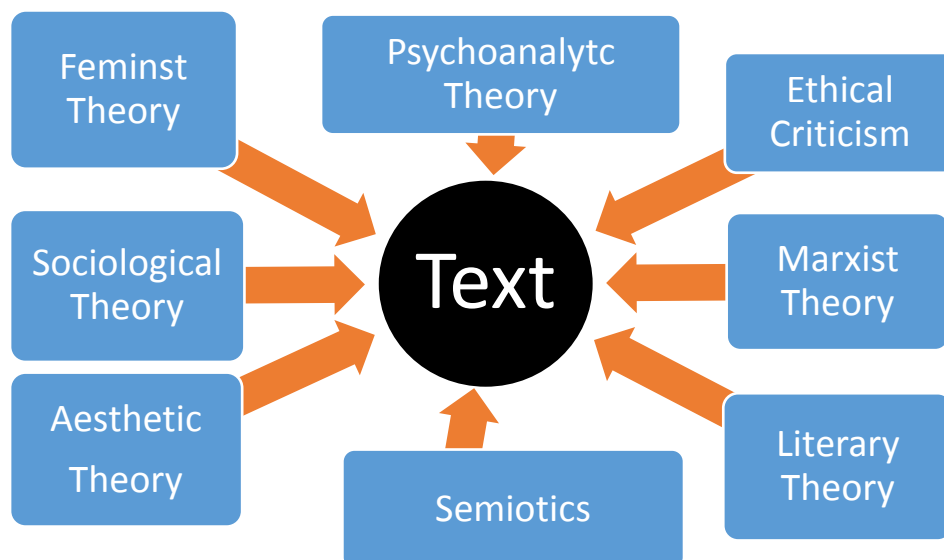 Feminst
Theory
Psychoanalytc
Theory
Ethical
Criticism
Sociological
Theory
Text
Marxist
Theory
Aesthetic
Theory
Semiotics
Literary
Theory